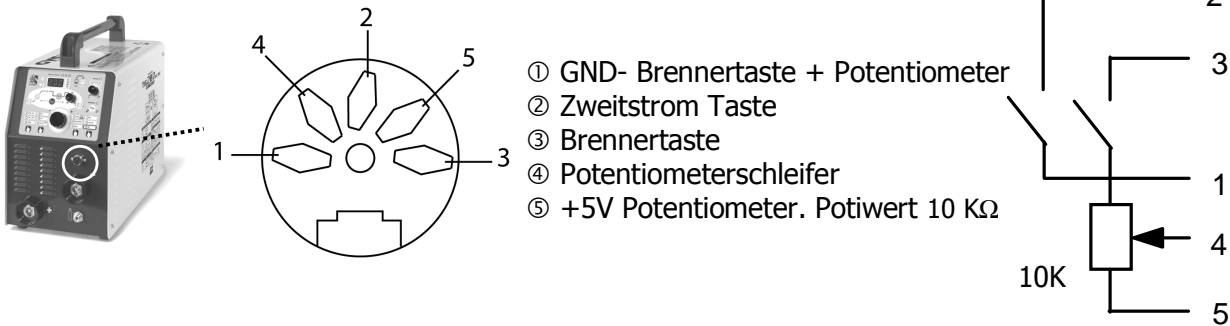 2
4
5
1
3
① GND- Brennertaste + Potentiometer
② Zweitstrom Taste
③ Brennertaste
④ Potentiometerschleifer
⑤ +5V Potentiometer. Potiwert 10 KΩ
2
3
1
4
10K
5